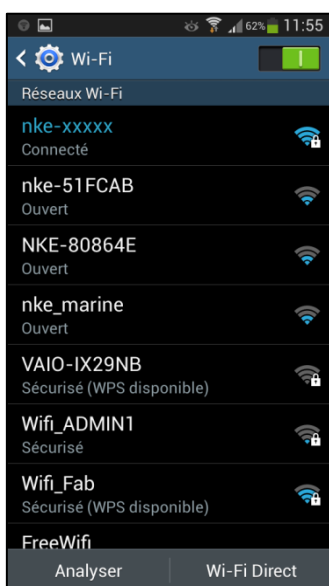 62% 11:55
Wi-Fi
Réseaux Wi-Fi
nke-xxxxx
Connecté
nke-51FCAB
Ouvert
NKE-80864E
Ouvert
nke_marine
Ouvert
VAIO-IX29NB
Sécurisé (WPS disponible)
Wifi_ADMIN1
Sécurisé
Wifi_Fab
Sécurisé (WPS disponible)
FreeWifi
Analyser Wi-Fi Direct